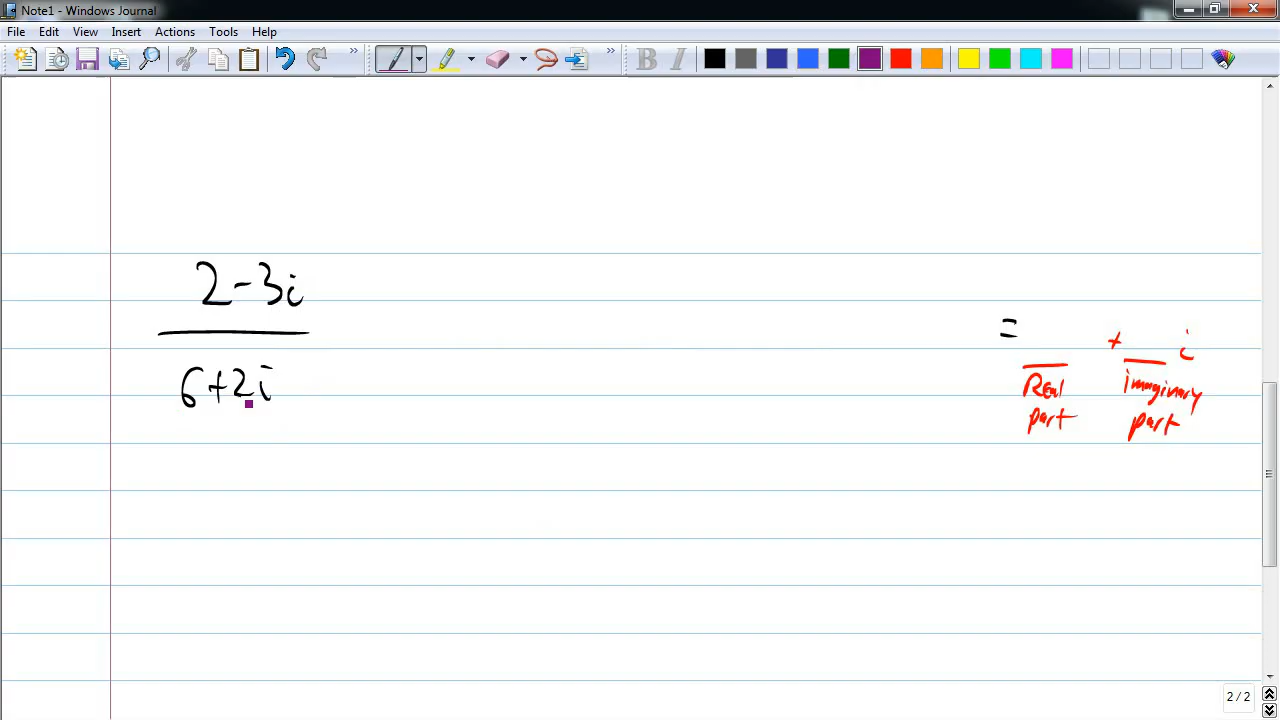 Note1 - Windows Journal
File Edit View Insert Actions Tools Help
B I
2-3i
6+2i
=
+ i
Real imaginary
part part
2 / 2